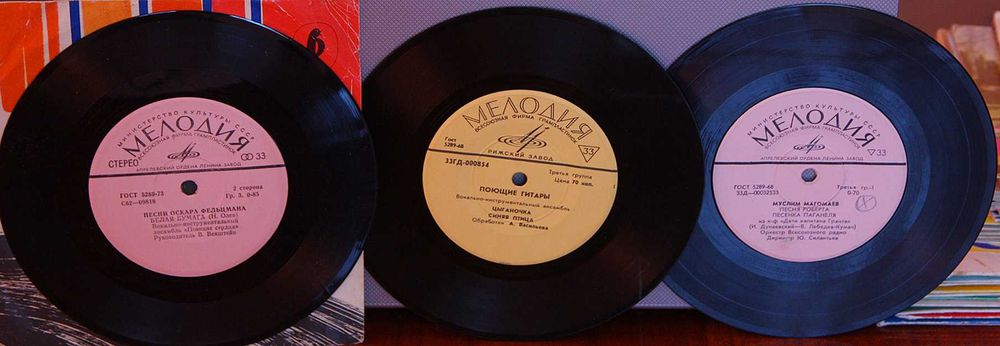 6
МИНИСТЕРСТВО КУЛЬТУРЫ СССР
МЕЛОДИЯ
ВСЕСОЮЗНАЯ ФИРМА ГРАМПЛАСТИНОК
СТЕРЕО
33
АПРЕЛЕВСКИЙ ОРДЕНА ЛЕНИНА ЗАВОД
ГОСТ 5289-73
2 сторона
С62—09818
Гр. 3. 0-85
ПЕСНИ ОСКАРА ФЕЛЬЦМАНА
БЕЛАЯ БУМАГА (И. Олев)
Вокально-инструментальный
ансамбль «Поющие сердца»
Руководитель В. Векштейн
МЕЛОДИЯ
ВСЕСОЮЗНАЯ ФИРМА ГРАМПЛАСТИНОК
Гост
5289-68
33
РИЖСКИЙ ЗАВОД
33ГД-000854
Третья группа
Цена 70 коп.
ПОЮЩИЕ ГИТАРЫ
Вокально-инструментальный ансамбль
ЦЫГАНОЧКА
СИНЯЯ ПТИЦА
Обработки А. Васильева
МИНИСТЕРСТВО КУЛЬТУРЫ СССР
МЕЛОДИЯ
ВСЕСОЮЗНАЯ ФИРМА ГРАМПЛАСТИНОК
33
АПРЕЛЕВСКИЙ ОРДЕНА ЛЕНИНА ЗАВОД
ГОСТ 5289-68
Третья гр.-1
33Д—00032533
0-70
МУСЛИМ МАГОМАЕВ
ПЕСНЯ РОБЕРТА
ПЕСЕНКА ПАГАНЕЛЯ
из к-ф «Дети капитана Гранта»
(И. Дунаевский—В. Лебедев-Кумач)
Оркестр Всесоюзного радио
Дирижер Ю. Силантьев